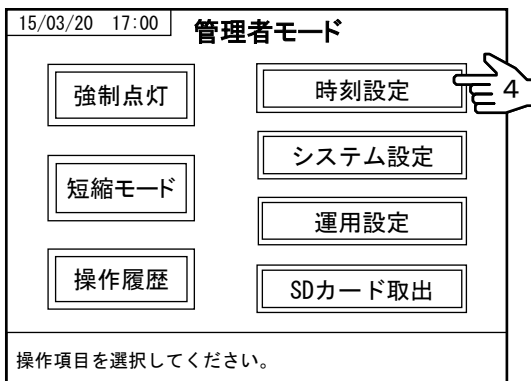 15/03/20 17:00
管理者モード
強制点灯
時刻設定
4
システム設定
短縮モード
運用設定
操作履歴
SDカード取出
操作項目を選択してください。